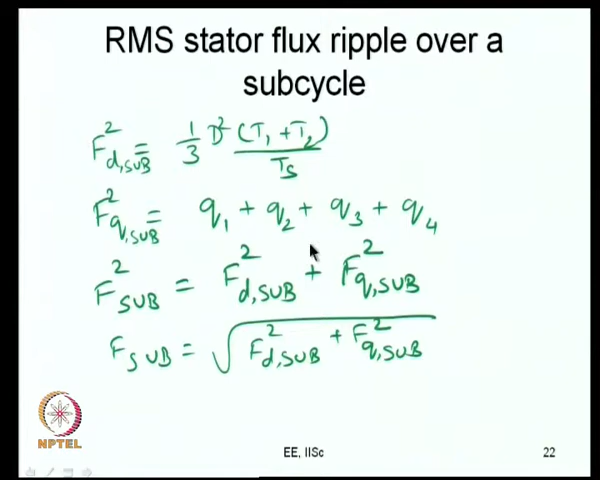 RMS stator flux ripple over a
subcycle
F²d,SUB = 1/3 D² (T₁ + T₂)/Ts
F²q,SUB = q₁ + q₂ + q₃ + q₄
F²SUB = F²d,SUB + F²q,SUB
FSUB = √(F²d,SUB + F²q,SUB)
NPTEL
EE, IISc
22